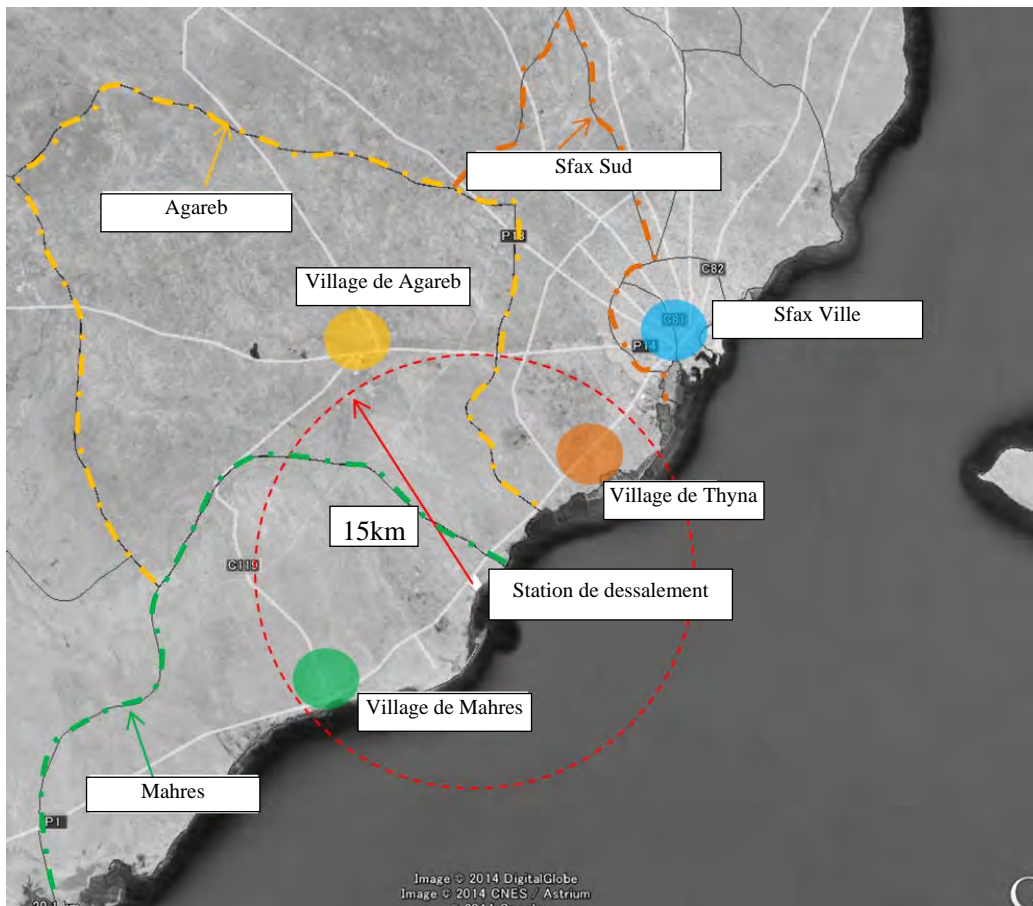 Sfax Sud
Agareb
P13
Village de Agareb
C82
Sfax Ville
C81
P14
Village de Thyna
15km
C119
Station de dessalement
Village de Mahres
Mahres
P1
Image © 2014 DigitalGlobe
Image © 2014 CNES / Astrium